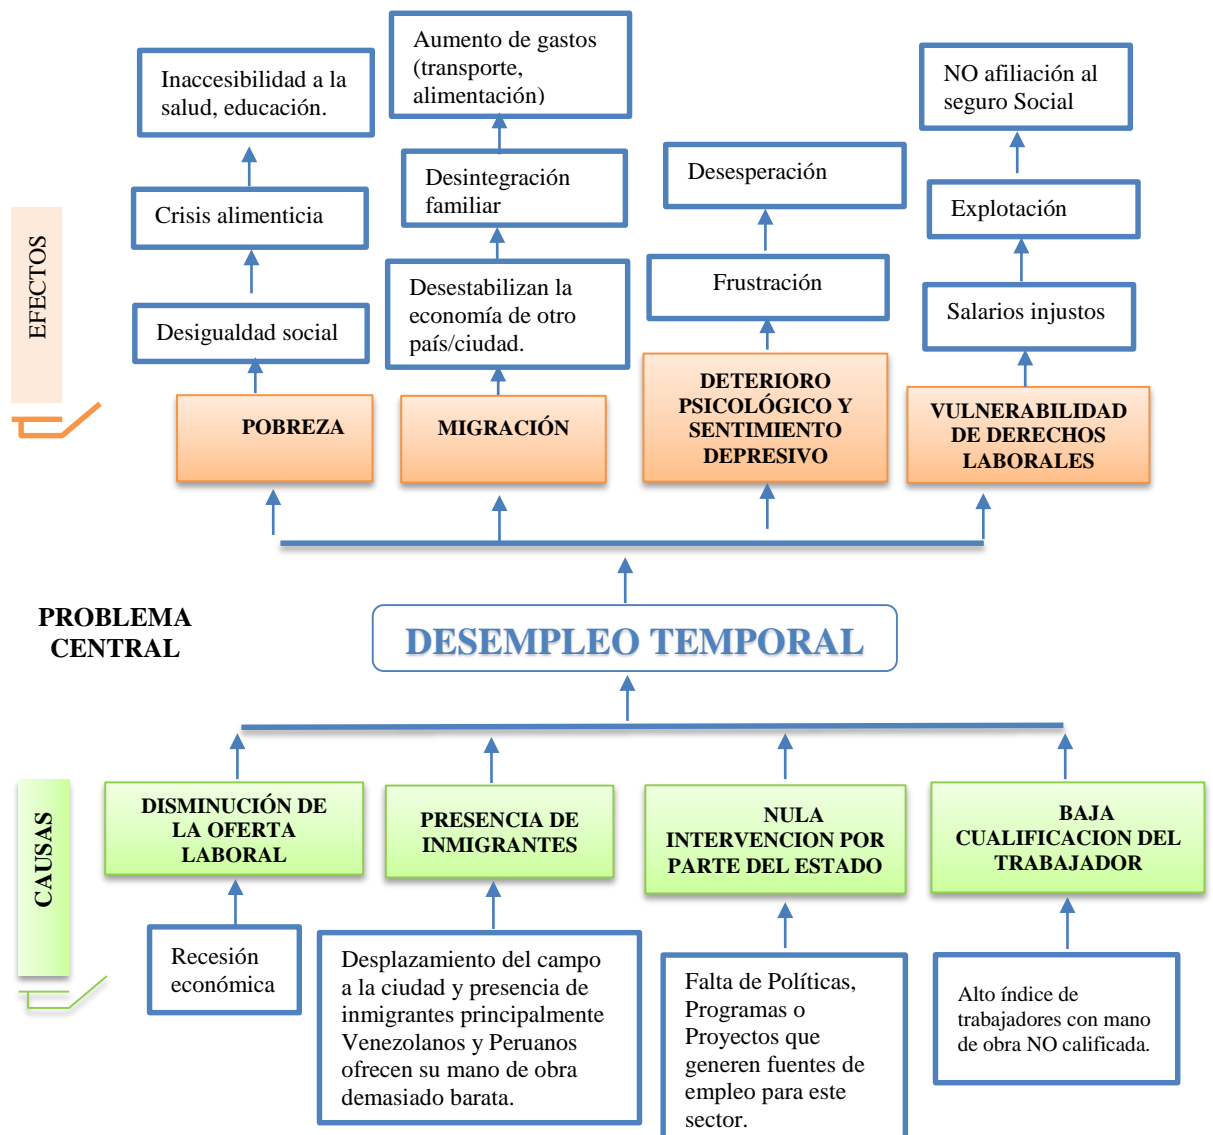 Aumento de gastos
(transporte,
alimentación)
Inaccesibilidad a la
salud, educación.
NO afiliación al
seguro Social
Desintegración
familiar
Desesperación
Crisis alimenticia
Explotación
EFECTOS
Desestabilizan la
economía de otro
país/ciudad.
Frustración
Desigualdad social
Salarios injustos
POBREZA
MIGRACIÓN
DETERIORO
PSICOLÓGICO Y
SENTIMIENTO
DEPRESIVO
VULNERABILIDAD
DE DERECHOS
LABORALES
PROBLEMA
CENTRAL
DESEMPLEO TEMPORAL
CAUSAS
DISMINUCIÓN DE
LA OFERTA
LABORAL
PRESENCIA DE
INMIGRANTES
NULA
INTERVENCION POR
PARTE DEL ESTADO
BAJA
CUALIFICACION DEL
TRABAJADOR
Recesión
económica
Desplazamiento del campo
a la ciudad y presencia de
inmigrantes principalmente
Venezolanos y Peruanos
ofrecen su mano de obra
demasiado barata.
Falta de Políticas,
Programas o
Proyectos que
generen fuentes de
empleo para este
sector.
Alto índice de
trabajadores con mano
de obra NO calificada.